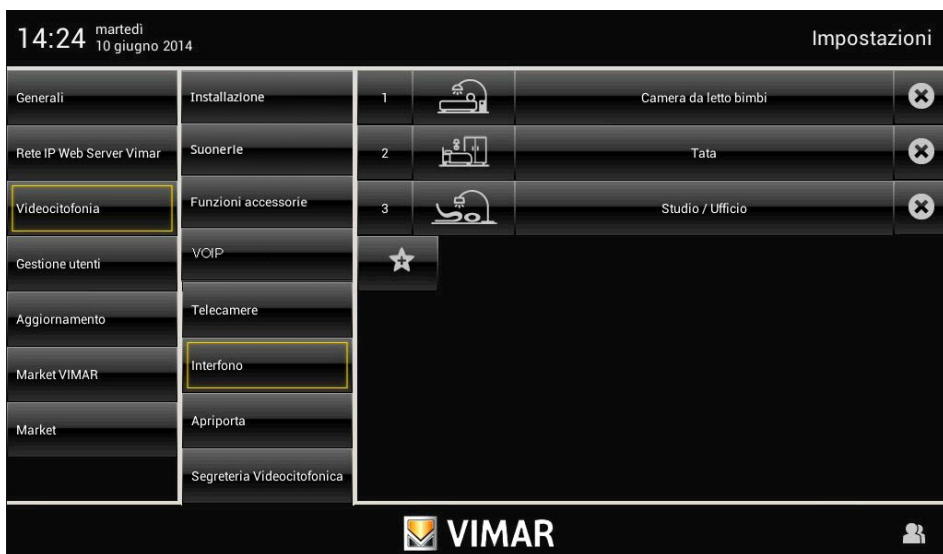 14:24 martedì
10 giugno 2014
Impostazioni
Generali
Rete IP Web Server Vimar
Videocitofonia
Gestione utenti
Aggiornamento
Market VIMAR
Market
Installazione
Suonerie
Funzioni accessorie
VOIP
Telecamere
Interfono
Apriporta
Segreteria Videocitofonica
1 Camera da letto bimbi
2 Tata
3 Studio / Ufficio
VIMAR